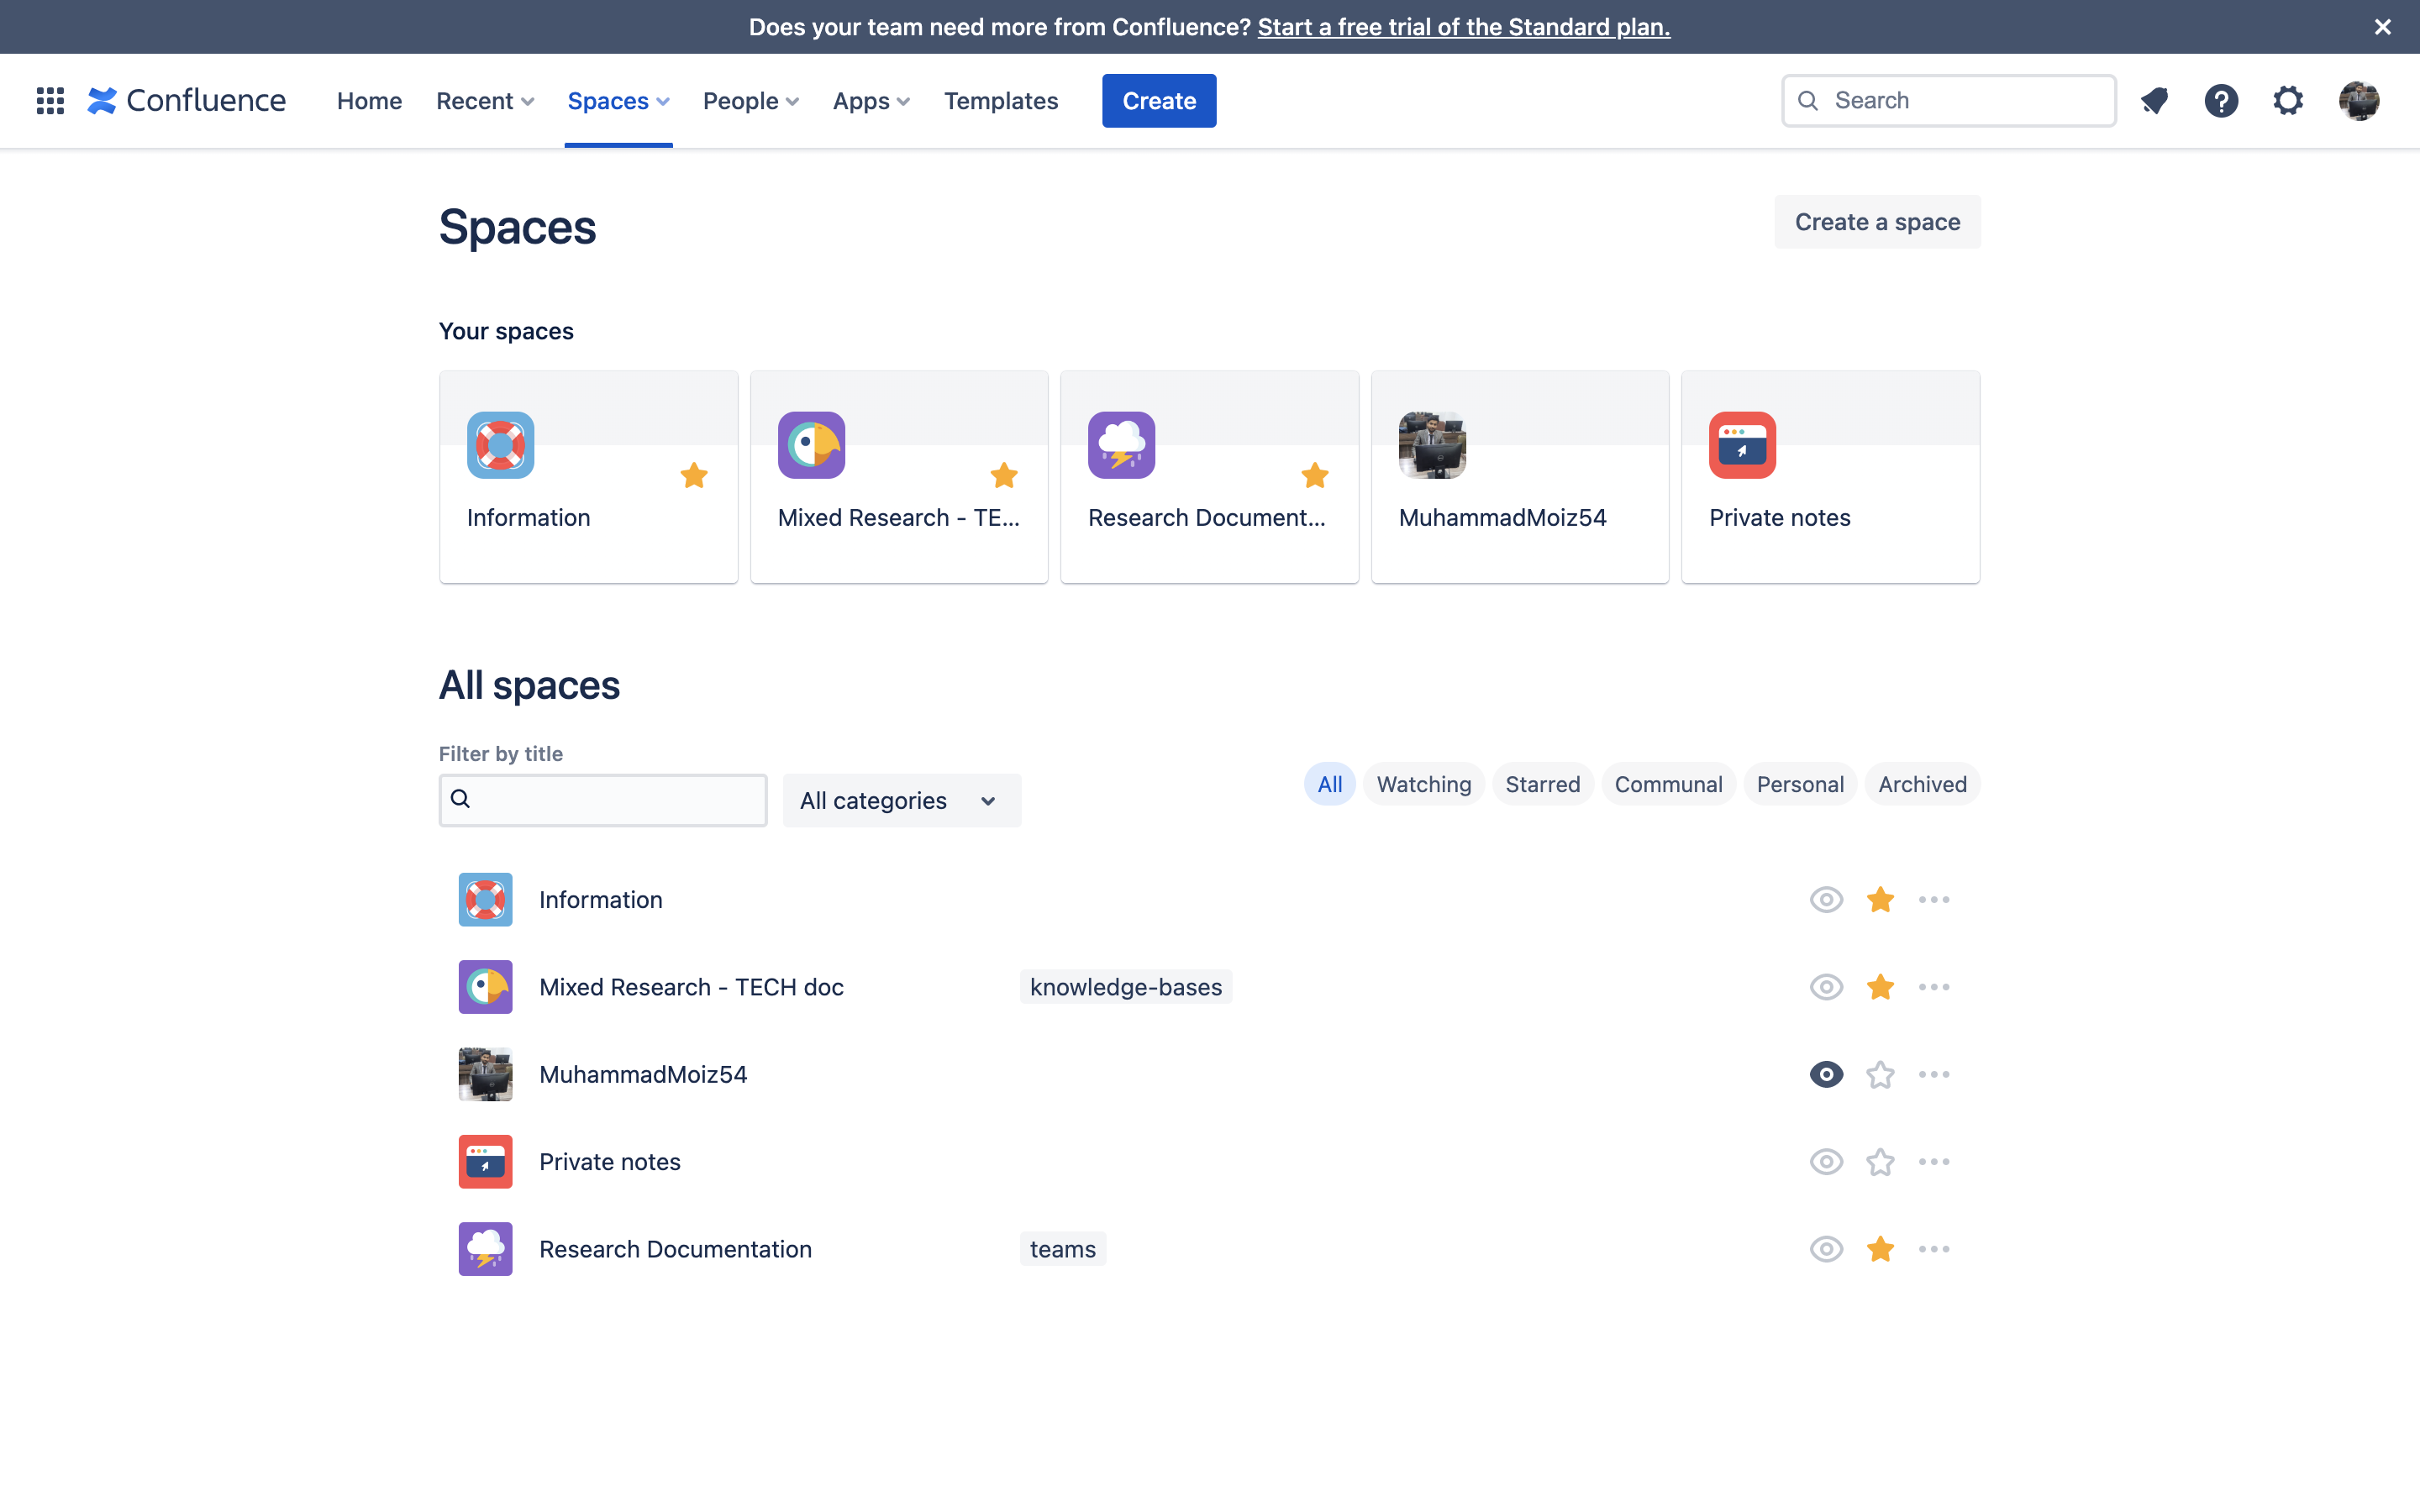 Does your team need more from Confluence? Start a free trial of the Standard plan.
Confluence Home Recent Spaces People Apps Templates Create Search
Spaces
Create a space
Your spaces
Information
Mixed Research - TE...
Research Document...
MuhammadMoiz54
Private notes
All spaces
Filter by title
All categories
All Watching Starred Communal Personal Archived
Information
Mixed Research - TECH doc knowledge-bases
MuhammadMoiz54
Private notes
Research Documentation teams